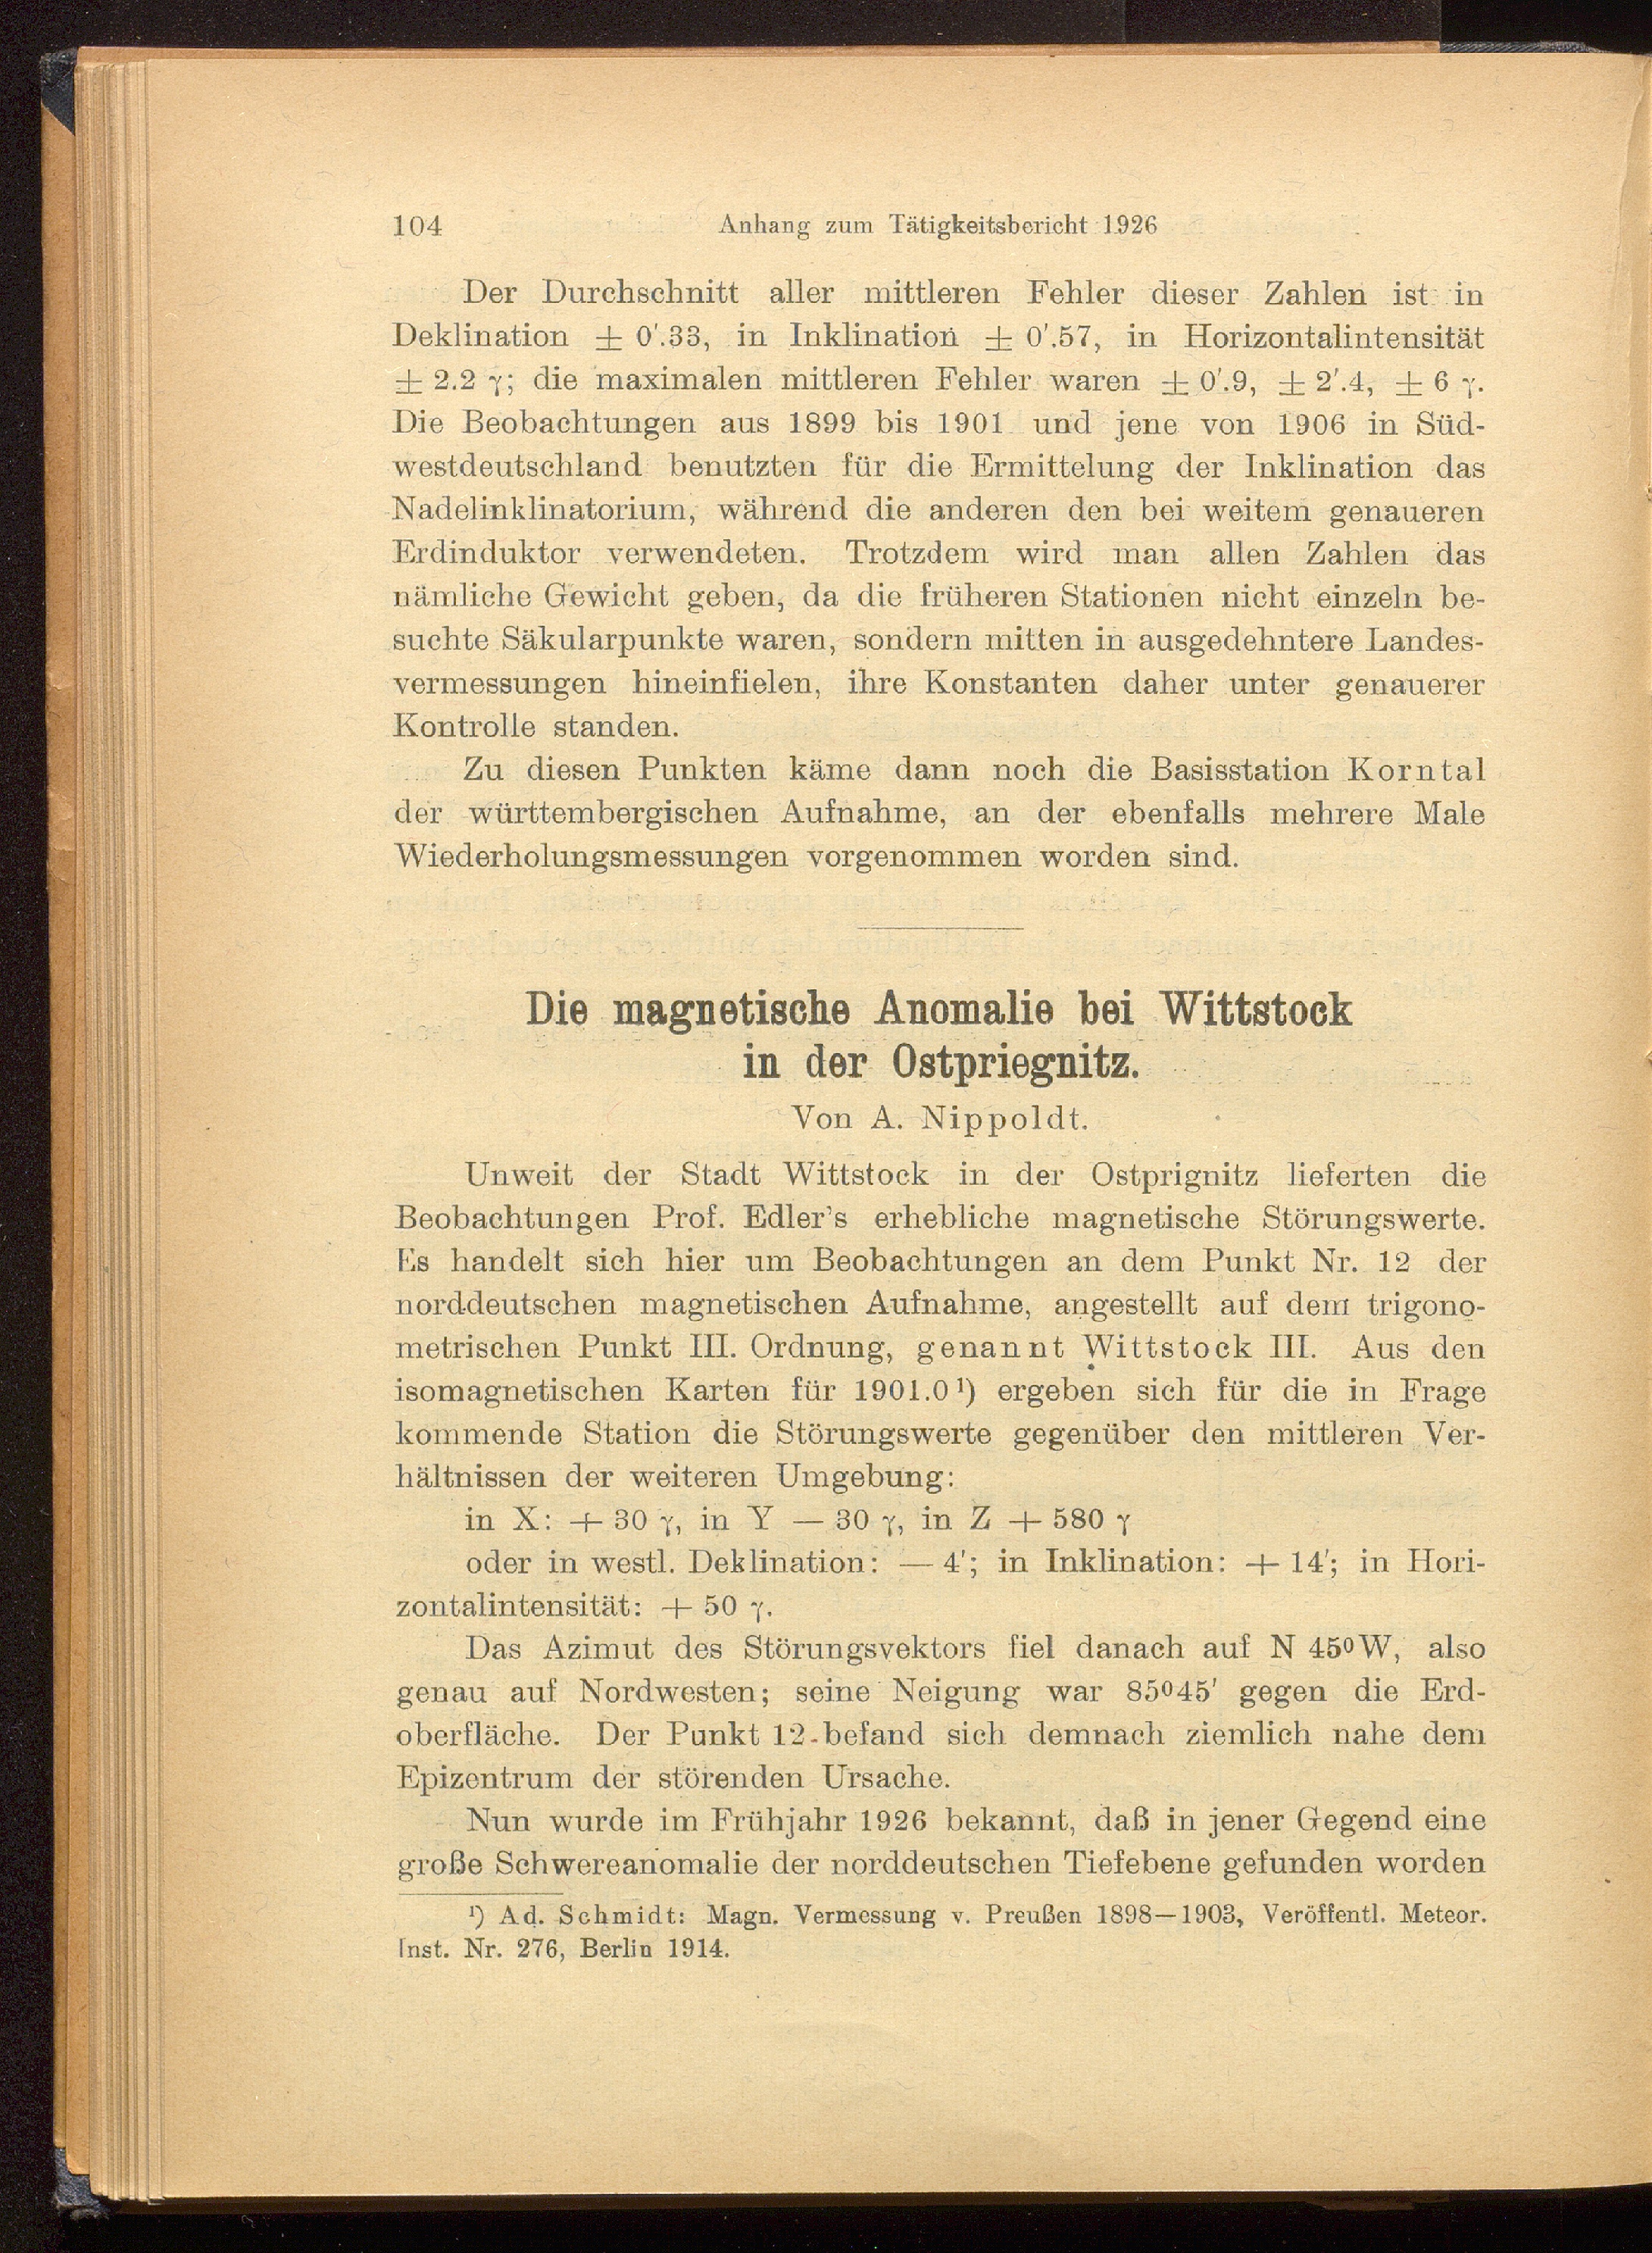 104 Anhang zum Tätigkeitsbericht 1926
Der Durchschnitt aller mittleren Fehler dieser Zahlen ist in
Deklination ± 0′.33, in Inklination ± 0′.57, in Horizontalintensität
± 2.2 γ; die maximalen mittleren Fehler waren ± 0′.9, ± 2′.4, ± 6 γ.
Die Beobachtungen aus 1899 bis 1901 und jene von 1906 in Süd-
westdeutschland benutzten für die Ermittelung der Inklination das
Nadelinklinatorium, während die anderen den bei weitem genaueren
Erdinduktor verwendeten. Trotzdem wird man allen Zahlen das
nämliche Gewicht geben, da die früheren Stationen nicht einzeln be-
suchte Säkularpunkte waren, sondern mitten in ausgedehntere Landes-
vermessungen hineinfielen, ihre Konstanten daher unter genauerer
Kontrolle standen.
Zu diesen Punkten käme dann noch die Basisstation Korntal
der württembergischen Aufnahme, an der ebenfalls mehrere Male
Wiederholungsmessungen vorgenommen worden sind.
Die magnetische Anomalie bei Wittstock
in der Ostpriegnitz.
Von A. Nippoldt.
Unweit der Stadt Wittstock in der Ostprignitz lieferten die
Beobachtungen Prof. Edler's erhebliche magnetische Störungswerte.
Es handelt sich hier um Beobachtungen an dem Punkt Nr. 12 der
norddeutschen magnetischen Aufnahme, angestellt auf dem trigono-
metrischen Punkt III. Ordnung, genannt Wittstock III. Aus den
isomagnetischen Karten für 1901.0 ¹) ergeben sich für die in Frage
kommende Station die Störungswerte gegenüber den mittleren Ver-
hältnissen der weiteren Umgebung:
in X: + 30 γ, in Y — 30 γ, in Z + 580 γ
oder in westl. Deklination: — 4′; in Inklination: + 14′; in Hori-
zontalintensität: + 50 γ.
Das Azimut des Störungsvektors fiel danach auf N 45⁰W, also
genau auf Nordwesten; seine Neigung war 85⁰45′ gegen die Erd-
oberfläche. Der Punkt 12 befand sich demnach ziemlich nahe dem
Epizentrum der störenden Ursache.
Nun wurde im Frühjahr 1926 bekannt, daß in jener Gegend eine
große Schwereanomalie der norddeutschen Tiefebene gefunden worden
¹) Ad. Schmidt: Magn. Vermessung v. Preußen 1898—1903, Veröffentl. Meteor.
Inst. Nr. 276, Berlin 1914.